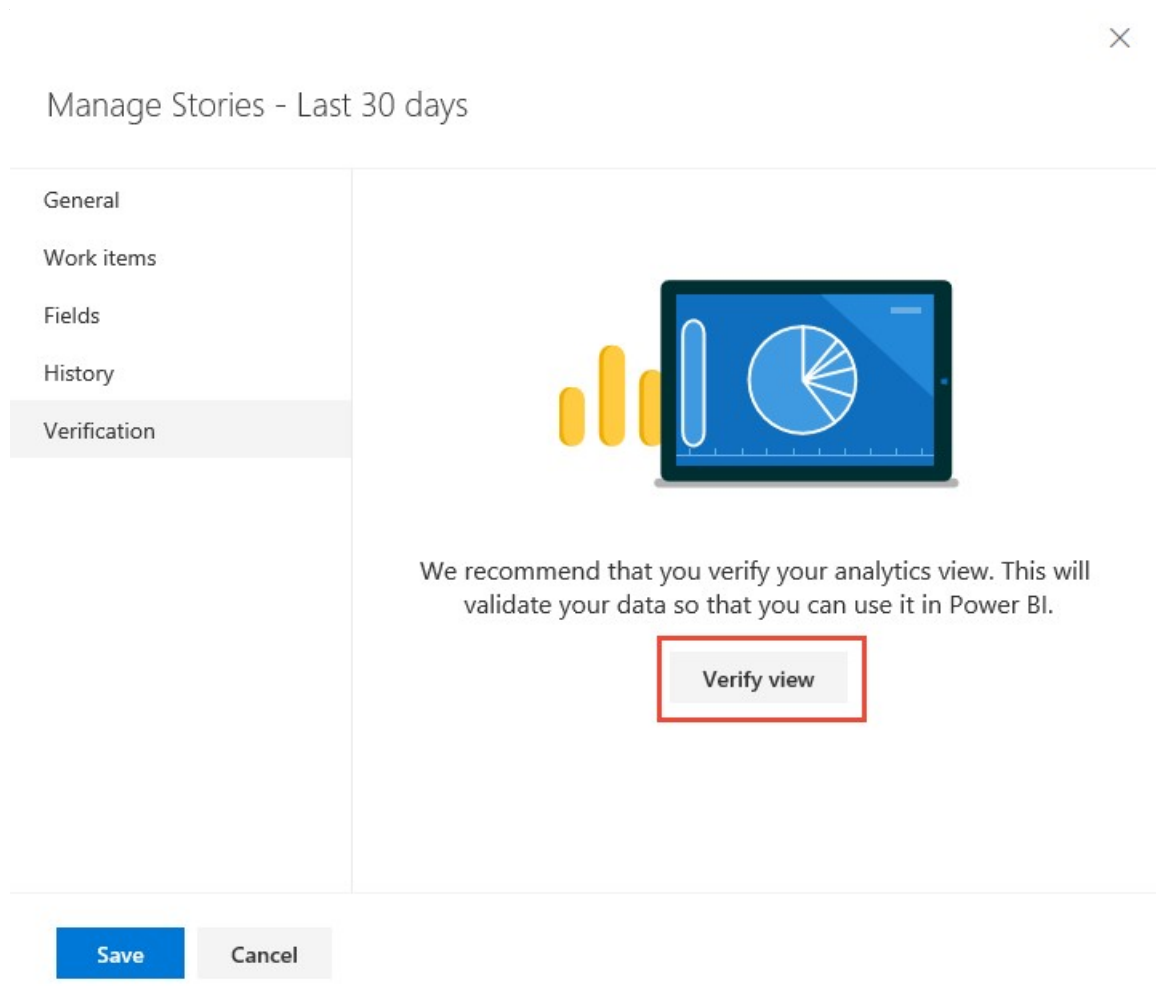 Manage Stories - Last 30 days
General
Work items
Fields
History
Verification
We recommend that you verify your analytics view. This will
validate your data so that you can use it in Power BI.
Verify view
Save
Cancel